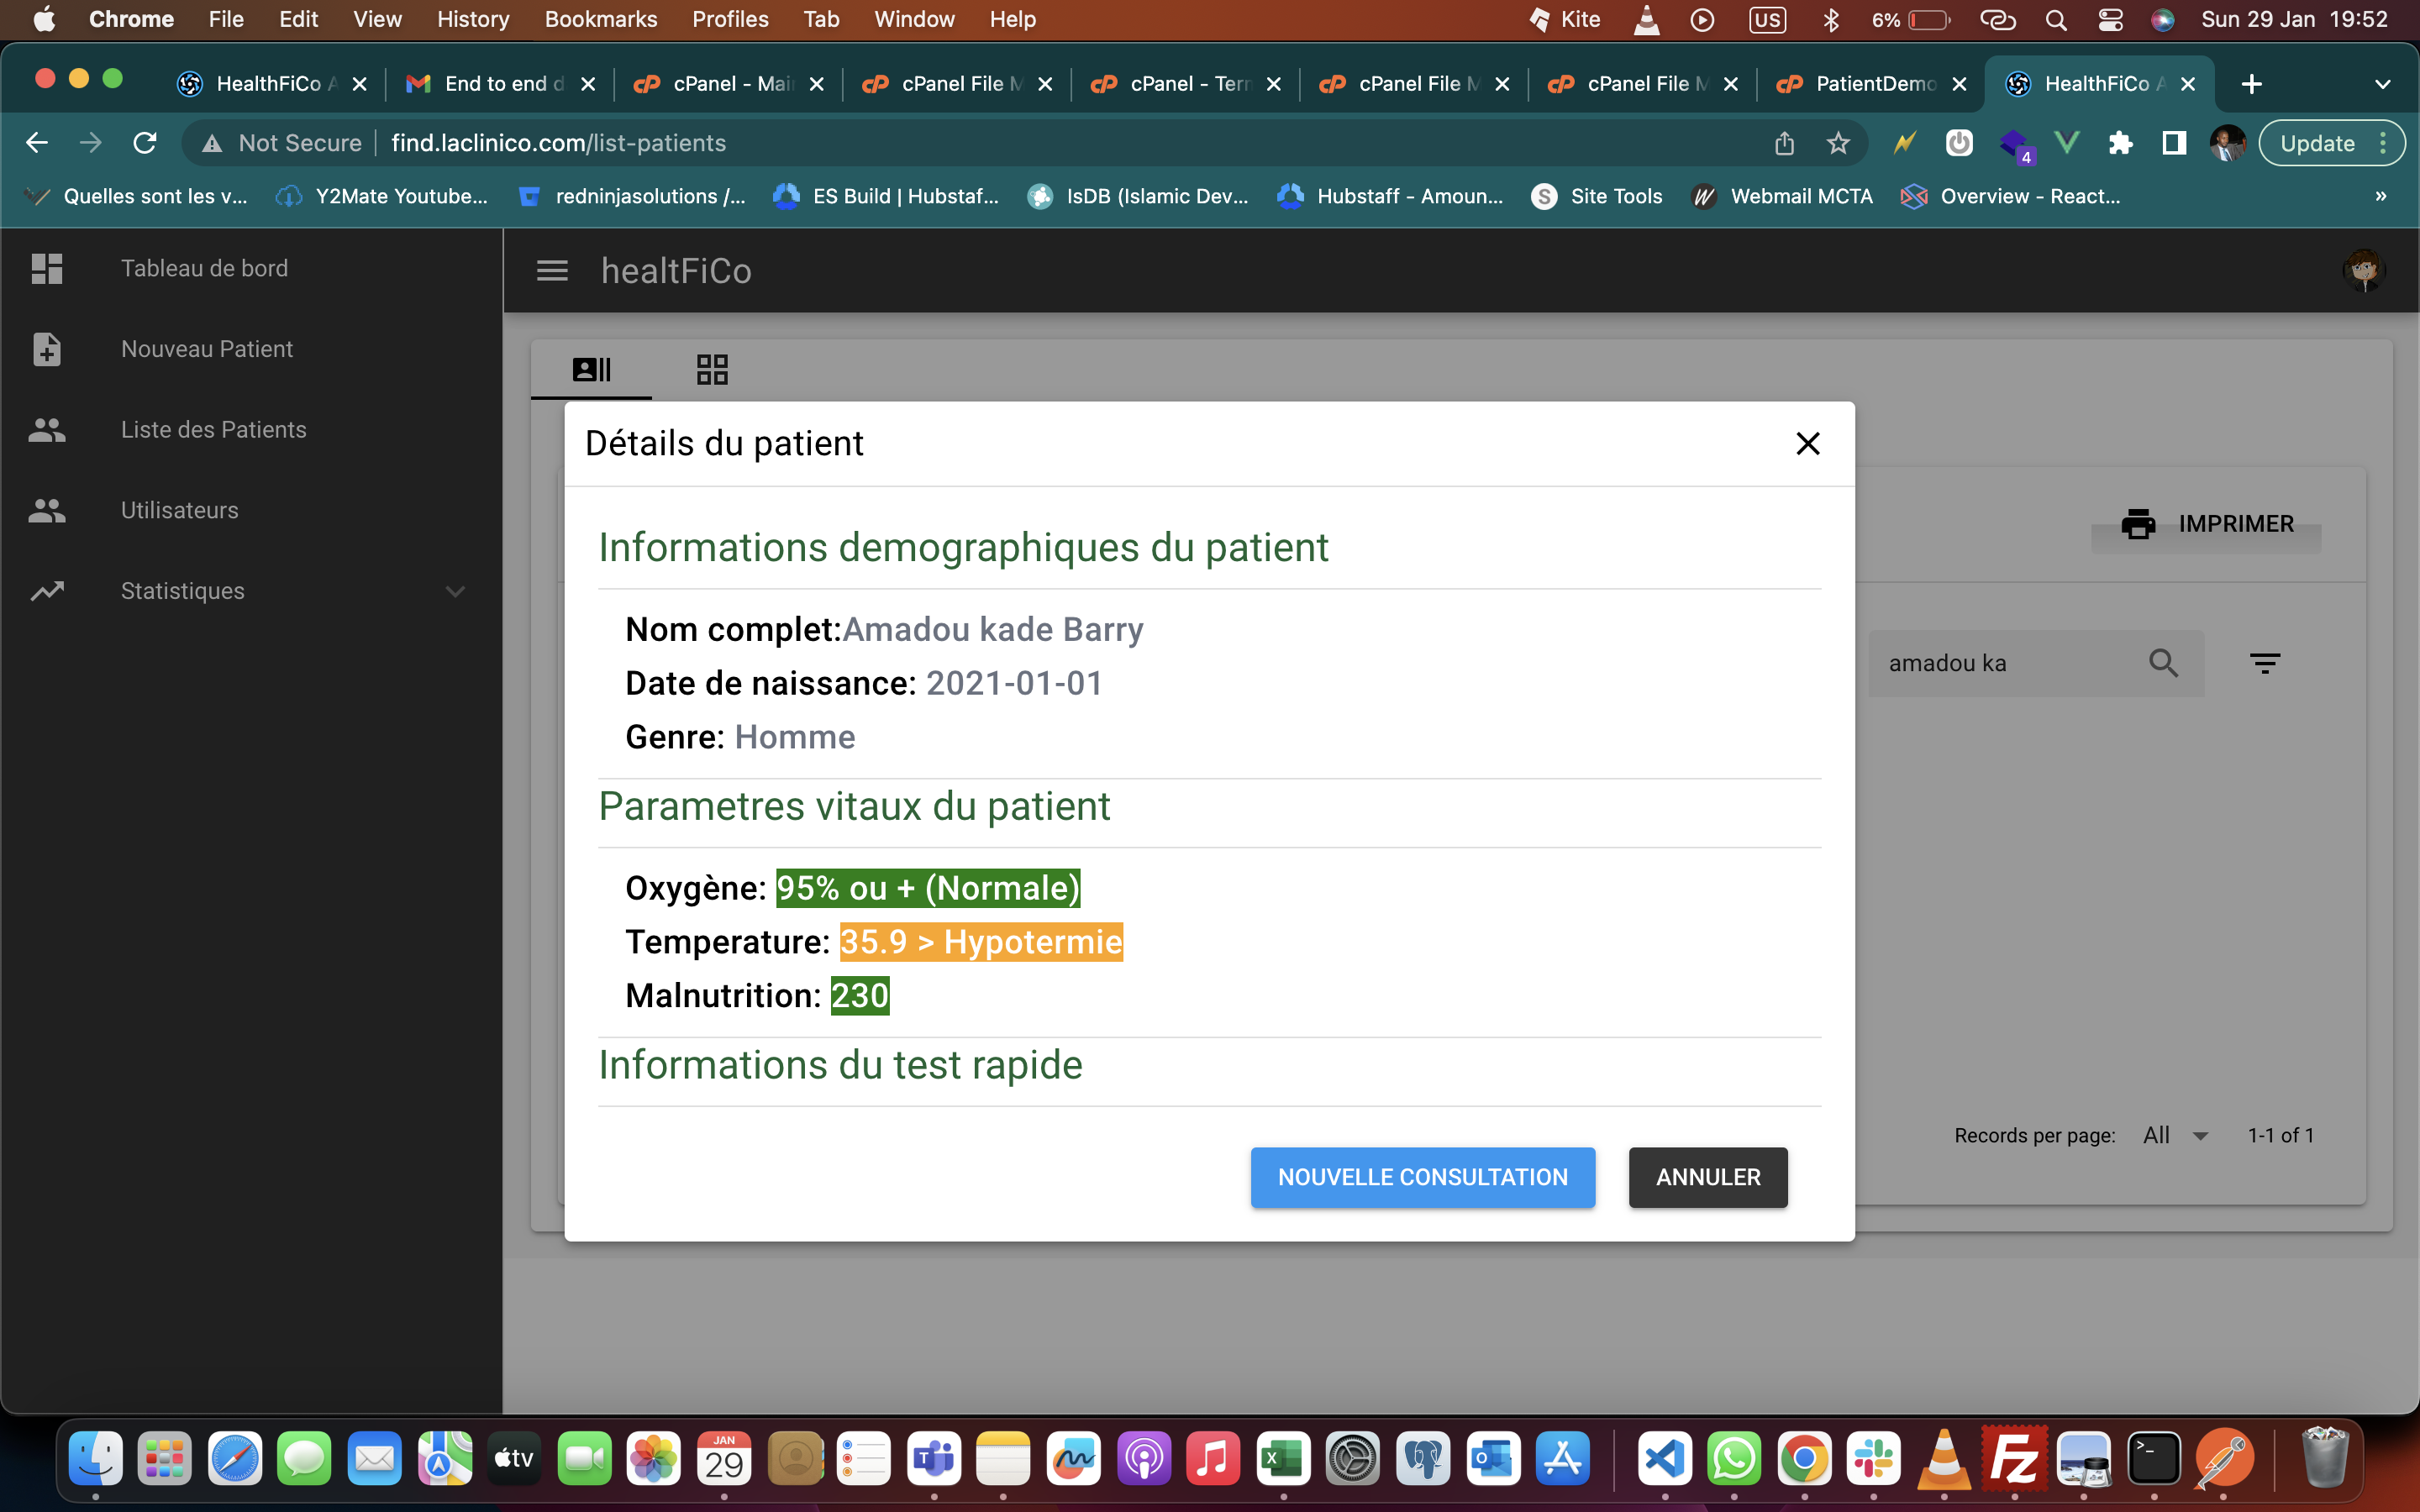 Chrome File Edit View History Bookmarks Profiles Tab Window Help Kite US 6% Sun 29 Jan 19:52
HealthFiCo A End to end d cPanel - Mai cPanel File M cPanel - Tern cPanel File M cPanel File M PatientDemo HealthFiCo A
Not Secure find.laclinico.com/list-patients 4 Update
Quelles sont les v... Y2Mate Youtube... redninjasolutions /... ES Build | Hubstaf... IsDB (Islamic Dev... Hubstaff - Amoun... S Site Tools W Webmail MCTA Overview - React... »
Tableau de bord
Nouveau Patient
Liste des Patients
Utilisateurs
Statistiques
healtFiCo
IMPRIMER
amadou ka
Records per page: All 1-1 of 1
Détails du patient
Informations demographiques du patient
Nom complet:Amadou kade Barry
Date de naissance: 2021-01-01
Genre: Homme
Parametres vitaux du patient
Oxygène: 95% ou + (Normale)
Temperature: 35.9 > Hypotermie
Malnutrition: 230
Informations du test rapide
NOUVELLE CONSULTATION ANNULER
tv JAN 29 T X O Fz >_